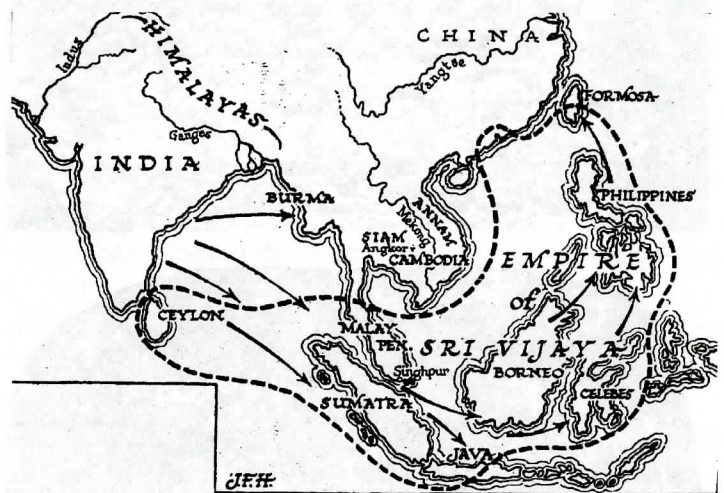 CHINA
Indus
HIMALAYAS
Yangtse
FORMOSA
Ganges
INDIA
BURMA
PHILIPPINES
ANNAM
Mekong
SIAM
Angkor
CAMBODIA
EMPIRE
of
CEYLON
MALAY
PEN.
SRI VIJAYA
Singhpur
BORNEO
SUMATRA
CELEBES
JAVA
J.F.H.